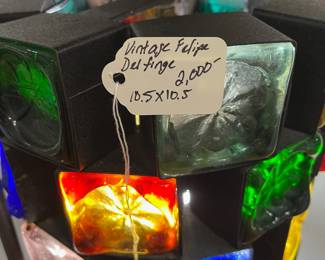 Vintage Felipe
Delfinge
2,000-
10.5x10.5